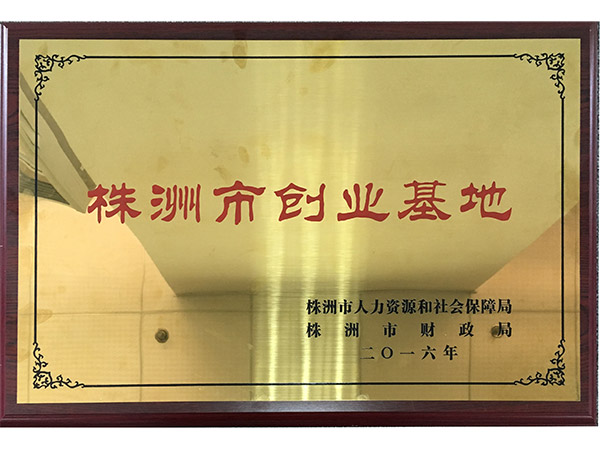 株洲市创业基地
株洲市人力资源和社会保障局
株洲市财政局
二〇一六年